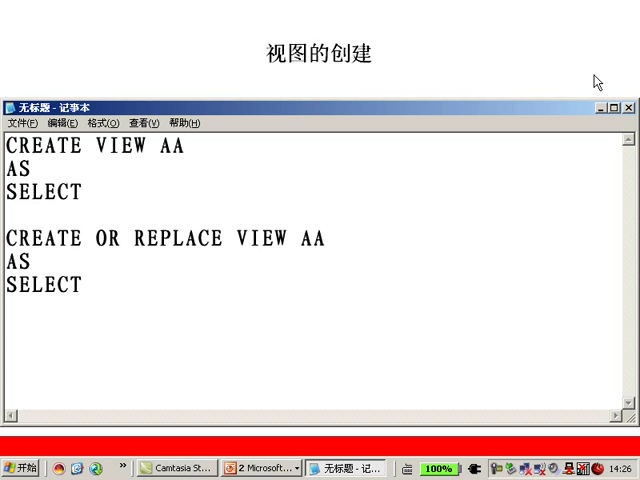 视图的创建
无标题 - 记事本
文件(F) 编辑(E) 格式(O) 查看(V) 帮助(H)
CREATE VIEW AA
AS
SELECT
CREATE OR REPLACE VIEW AA
AS
SELECT
开始 » Camtasia St... 2 Microsoft... 无标题 - 记... 100% 14:26